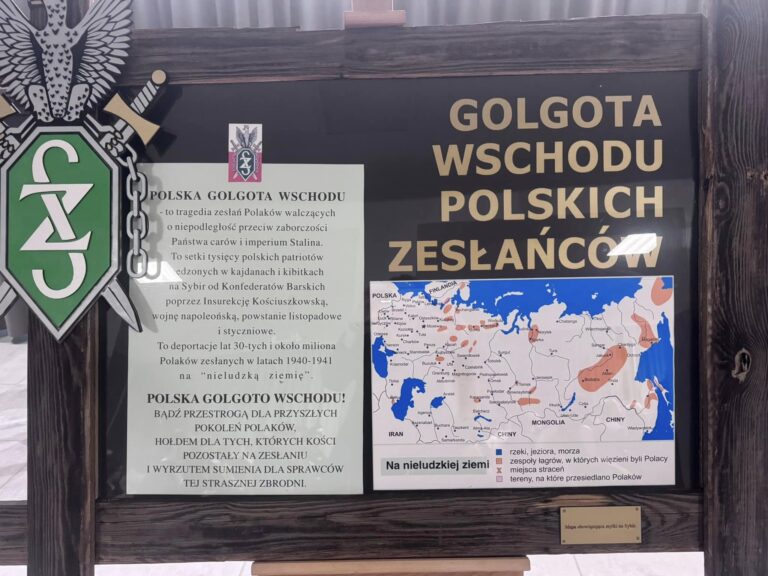 GOLGOTA
WSCHODU
POLSKICH
ZESŁAŃCÓW
POLSKA GOLGOTA WSCHODU
- to tragedia zesłań Polaków walczących
o niepodległość przeciw zaborczości
Państwa carów i imperium Stalina.
To setki tysięcy polskich patriotów
pędzonych w kajdanach i kibitkach
na Sybir od Konfederatów Barskich
poprzez Insurekcję Kościuszkowską,
wojnę napoleońską, powstanie listopadowe
i styczniowe.
To deportacje lat 30-tych i około miliona
Polaków zesłanych w latach 1940-1941
na "nieludzką ziemię".
POLSKA GOLGOTO WSCHODU!
BĄDŹ PRZESTROGĄ DLA PRZYSZŁYCH
POKOLEŃ POLAKÓW,
HOŁDEM DLA TYCH, KTÓRYCH KOŚCI
POZOSTAŁY NA ZESŁANIU
I WYRZUTEM SUMIENIA DLA SPRAWCÓW
TEJ STRASZNEJ ZBRODNI.
POLSKA
FINLANDIA
IRAN
CHINY
MONGOLIA
CHINY
Na nieludzkiej ziemi
rzeki, jeziora, morza
zespoły łagrów, w których więzieni byli Polacy
miejsca straceń
tereny, na które przesiedlano Polaków